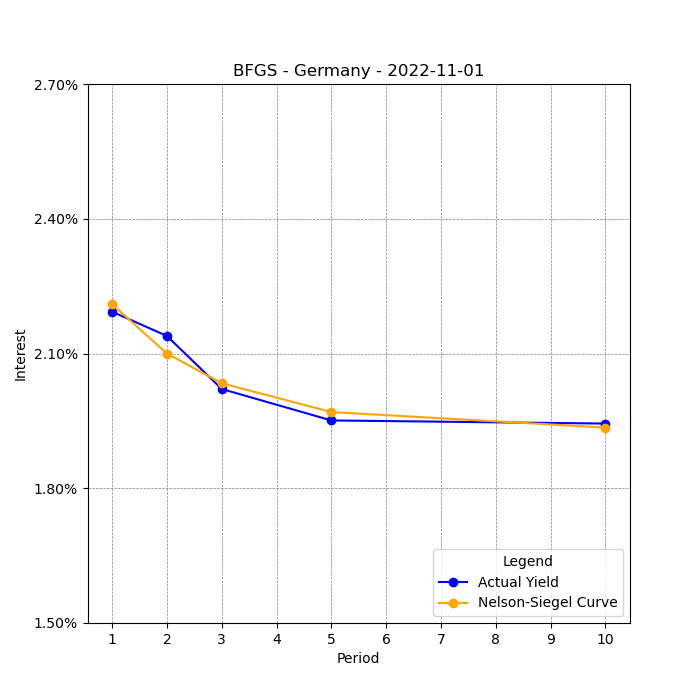 BFGS - Germany - 2022-11-01
2.70%
2.40%
2.10%
1.80%
1.50%
Interest
1 2 3 4 5 6 7 8 9 10
Period
Legend
Actual Yield
Nelson-Siegel Curve